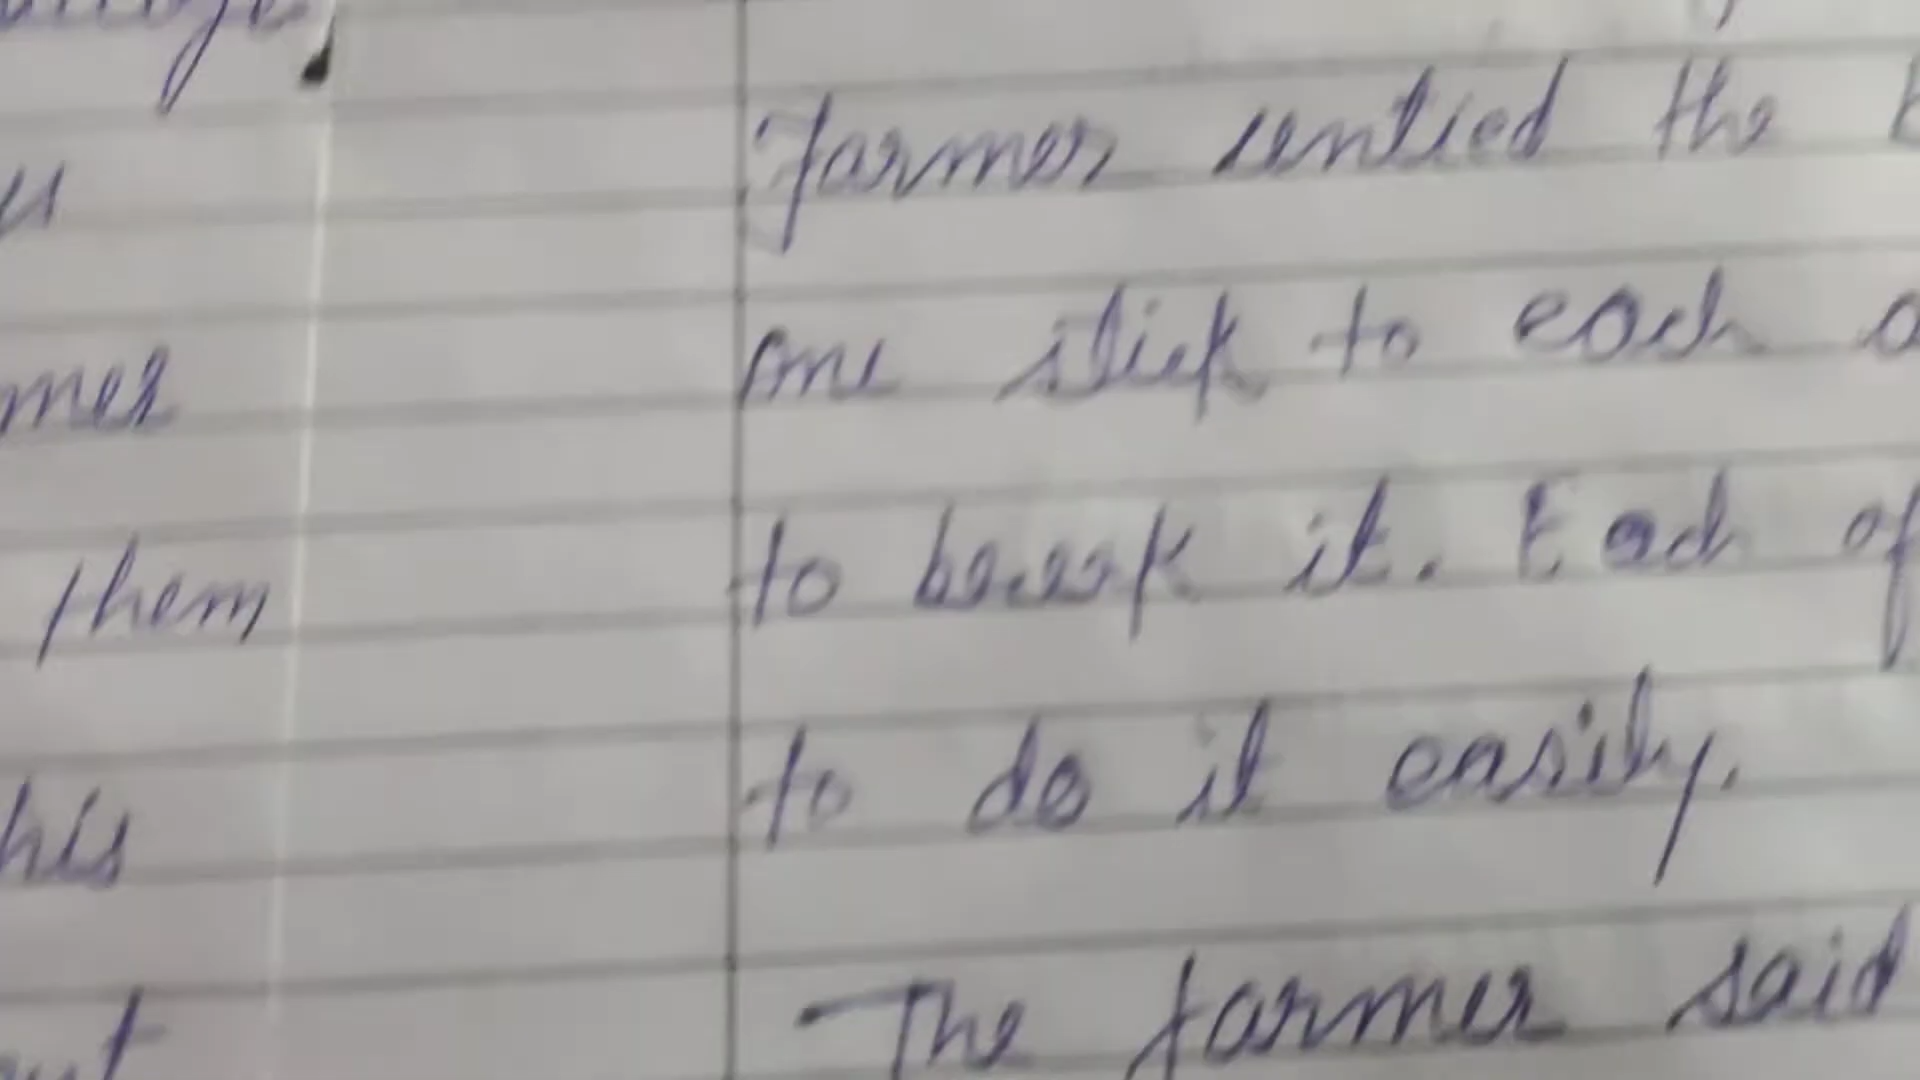 u
mer
them
his
Farmer untied the
one stick to each
to break it. Each of
to do it easily.
The farmer said